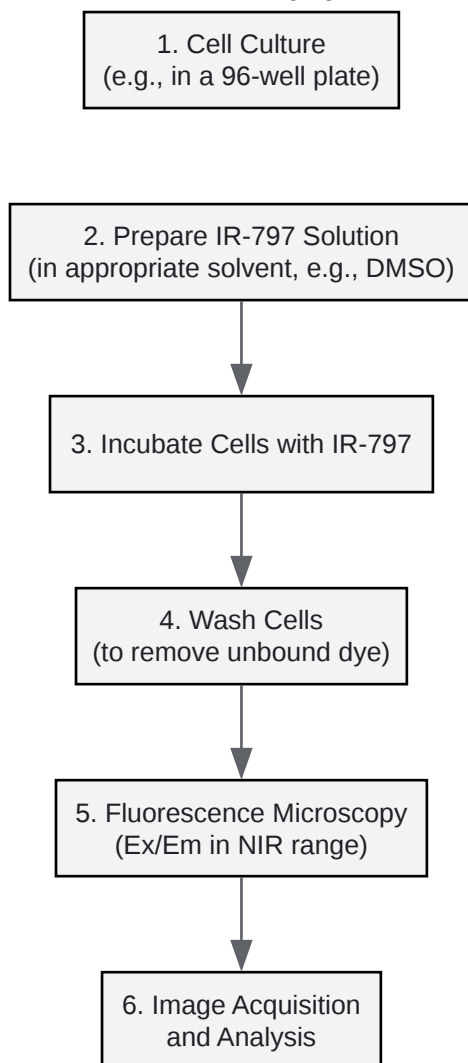 1. Cell Culture
(e.g., in a 96-well plate)
2. Prepare IR-797 Solution
(in appropriate solvent, e.g., DMSO)
3. Incubate Cells with IR-797
4. Wash Cells
(to remove unbound dye)
5. Fluorescence Microscopy
(Ex/Em in NIR range)
6. Image Acquisition
and Analysis